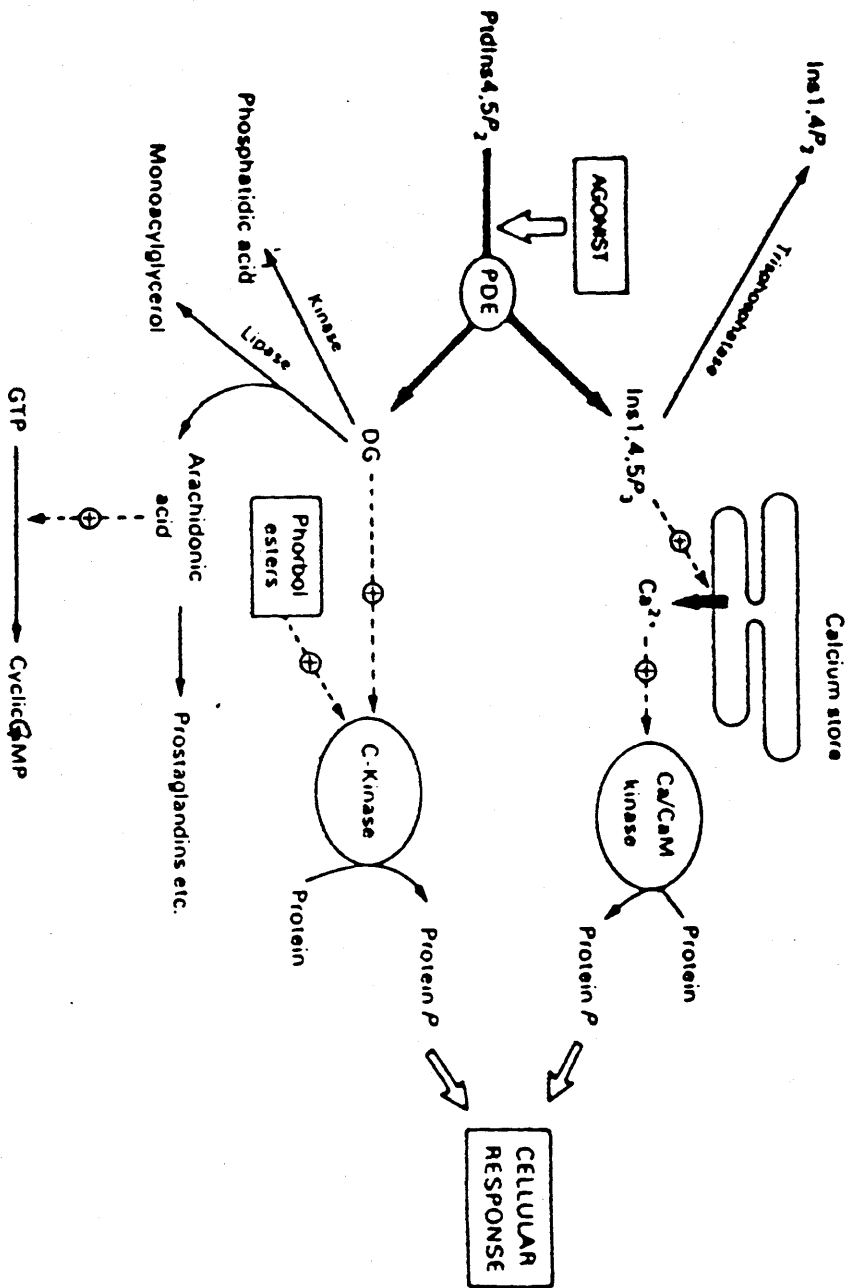 Ins1,4P2
Trisphosphatase
Calcium store
Ins1,4,5P3
Ca2+
Ca/CaM
kinase
Protein
Protein P
AGONIST
PtdIns4,5P2
PDE
CELLULAR
RESPONSE
DG
Kinase
Phosphatidic acid
Lipase
Monoacylglycerol
Phorbol
esters
C-Kinase
Protein P
Protein
Arachidonic
acid
Prostaglandins etc.
GTP
Cyclic GMP